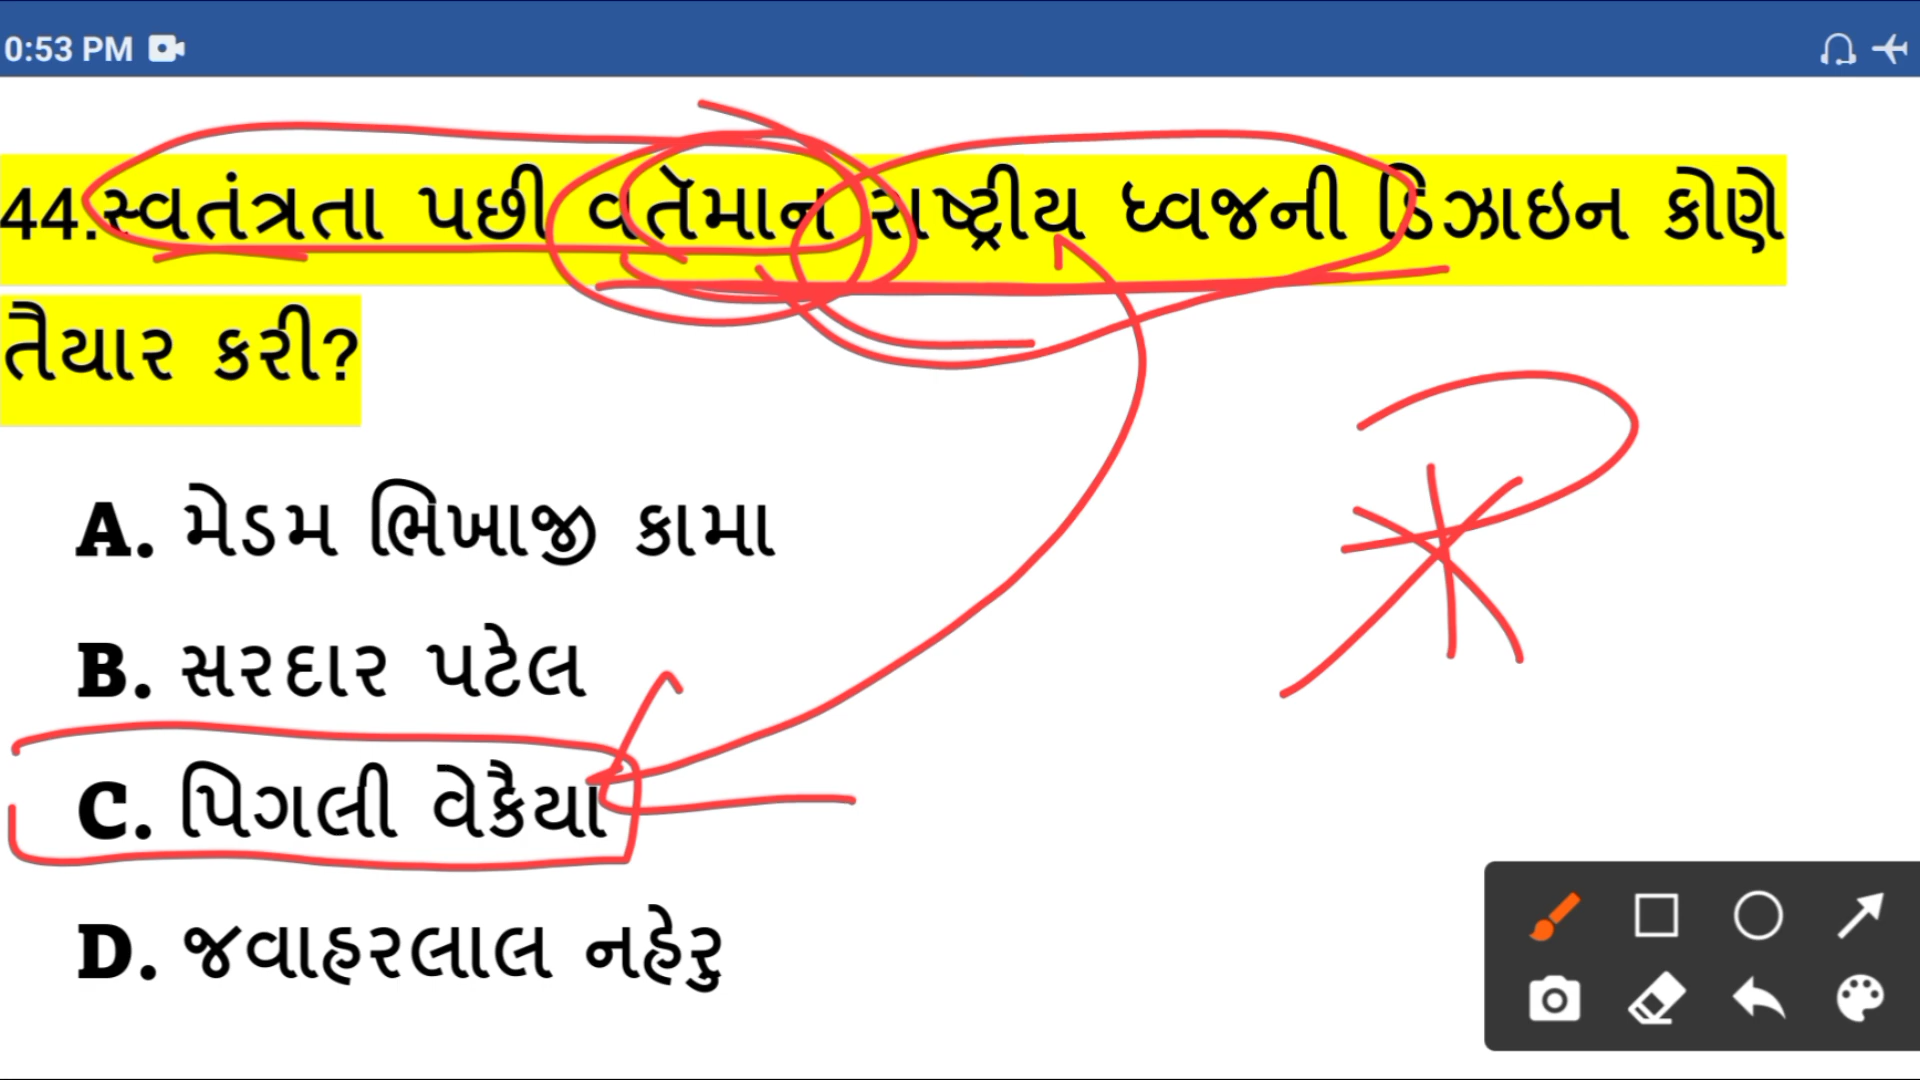 0:53 PM
44.સ્વતંત્રતા પછી વર્તમાન રાષ્ટ્રીય ધ્વજની ડિઝાઇન કોણે
તૈયાર કરી?
A. મેડમ ભિખાજી કામા
B. સરદાર પટેલ
C. પિગલી વેકૈયા
D. જવાહરલાલ નહેરુ